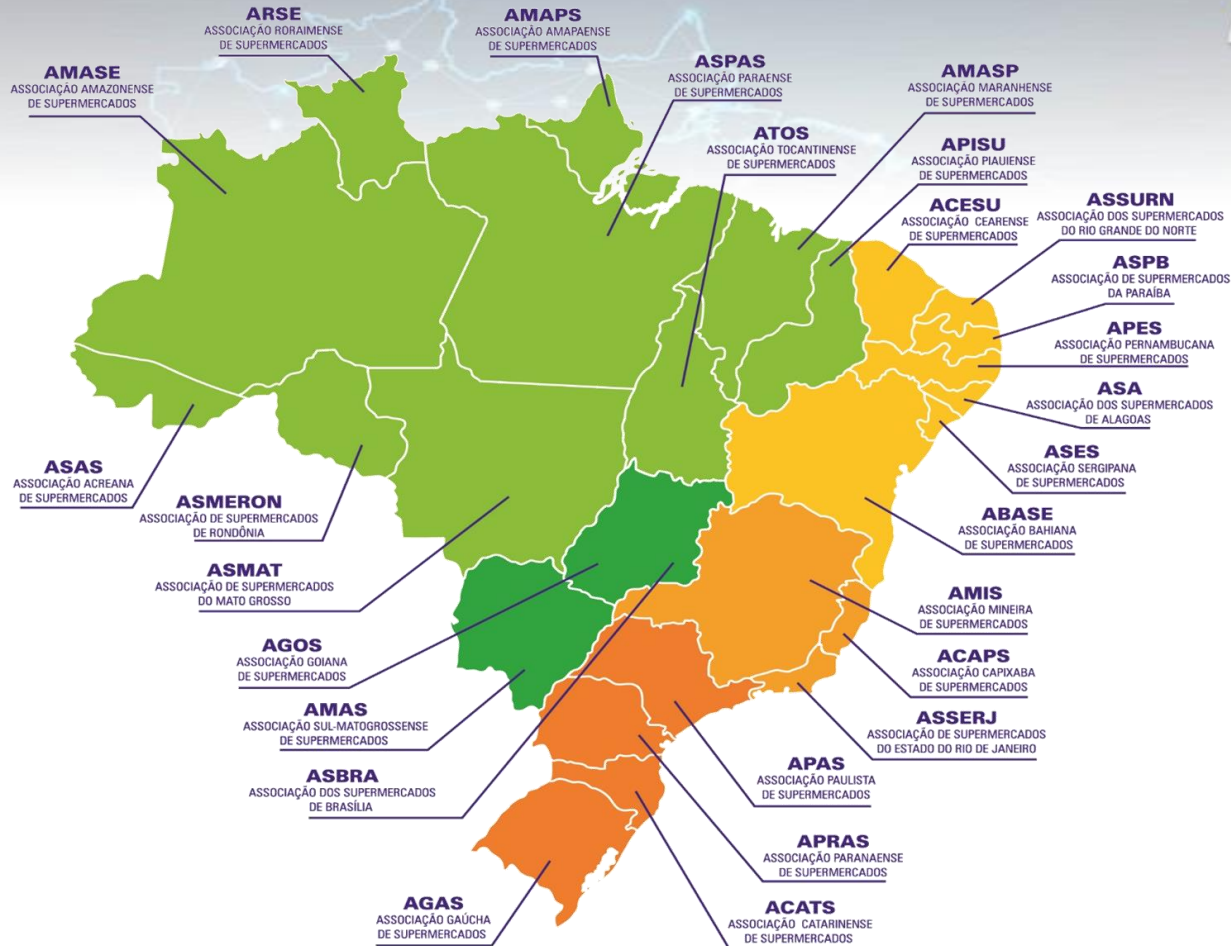 ARSE
ASSOCIAÇÃO RORAIMENSE
DE SUPERMERCADOS
AMAPS
ASSOCIAÇÃO AMAPAENSE
DE SUPERMERCADOS
AMASE
ASSOCIAÇÃO AMAZONENSE
DE SUPERMERCADOS
ASPAS
ASSOCIAÇÃO PARAENSE
DE SUPERMERCADOS
AMASP
ASSOCIAÇÃO MARANHENSE
DE SUPERMERCADOS
ATOS
ASSOCIAÇÃO TOCANTINENSE
DE SUPERMERCADOS
APISU
ASSOCIAÇÃO PIAUIENSE
DE SUPERMERCADOS
ACESU
ASSOCIAÇÃO CEARENSE
DE SUPERMERCADOS
ASSURN
ASSOCIAÇÃO DOS SUPERMERCADOS
DO RIO GRANDE DO NORTE
ASPB
ASSOCIAÇÃO DE SUPERMERCADOS
DA PARAÍBA
APES
ASSOCIAÇÃO PERNAMBUCANA
DE SUPERMERCADOS
ASA
ASSOCIAÇÃO DOS SUPERMERCADOS
DE ALAGOAS
ASES
ASSOCIAÇÃO SERGIPANA
DE SUPERMERCADOS
ABASE
ASSOCIAÇÃO BAHIANA
DE SUPERMERCADOS
ASAS
ASSOCIAÇÃO ACREANA
DE SUPERMERCADOS
ASMERON
ASSOCIAÇÃO DE SUPERMERCADOS
DE RONDÔNIA
ASMAT
ASSOCIAÇÃO DE SUPERMERCADOS
DO MATO GROSSO
AGOS
ASSOCIAÇÃO GOIANA
DE SUPERMERCADOS
AMAS
ASSOCIAÇÃO SUL-MATOGROSSENSE
DE SUPERMERCADOS
ASBRA
ASSOCIAÇÃO DOS SUPERMERCADOS
DE BRASÍLIA
AMIS
ASSOCIAÇÃO MINEIRA
DE SUPERMERCADOS
ACAPS
ASSOCIAÇÃO CAPIXABA
DE SUPERMERCADOS
ASSERJ
ASSOCIAÇÃO DE SUPERMERCADOS
DO ESTADO DO RIO DE JANEIRO
APAS
ASSOCIAÇÃO PAULISTA
DE SUPERMERCADOS
APRAS
ASSOCIAÇÃO PARANAENSE
DE SUPERMERCADOS
AGAS
ASSOCIAÇÃO GAÚCHA
DE SUPERMERCADOS
ACATS
ASSOCIAÇÃO CATARINENSE
DE SUPERMERCADOS